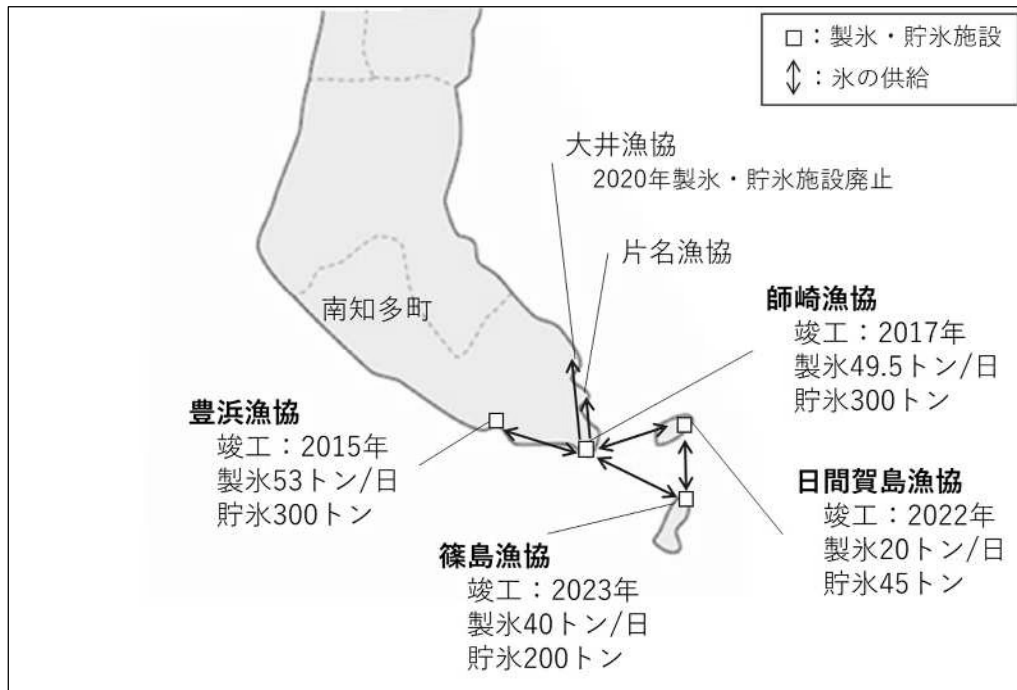 □：製氷・貯氷施設
↕：氷の供給
大井漁協
2020年製氷・貯氷施設廃止
片名漁協
南知多町
師崎漁協
竣工：2017年
製氷49.5トン/日
貯氷300トン
豊浜漁協
竣工：2015年
製氷53トン/日
貯氷300トン
日間賀島漁協
竣工：2022年
製氷20トン/日
貯氷45トン
篠島漁協
竣工：2023年
製氷40トン/日
貯氷200トン